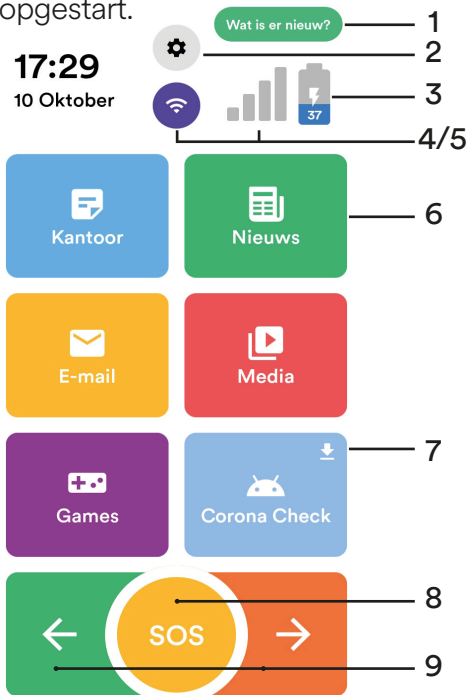 opgestart.
Wat is er nieuw?
1
2
17:29
10 Oktober
3
37
4/5
Kantoor
Nieuws
6
E-mail
Media
7
Games
Corona Check
8
SOS
9